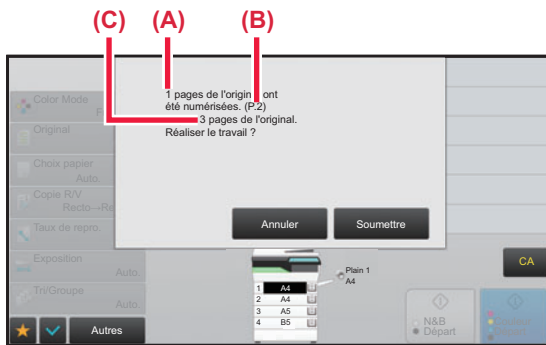 (C) (A) (B)
1 pages de l'origin ont
été numérisées. (P.2)
3 pages de l'original.
Réaliser le travail ?
Annuler
Soumettre
Color Mode
Original
Choix papier
Auto.
Copie R/V
Recto→Re
Taux de repro.
Exposition
Auto.
Tri/Groupe
Auto.
Autres
Plain 1
A4
1 A4
2 A4
3 A5
4 B5
CA
N&B
Départ
Couleur
Départ